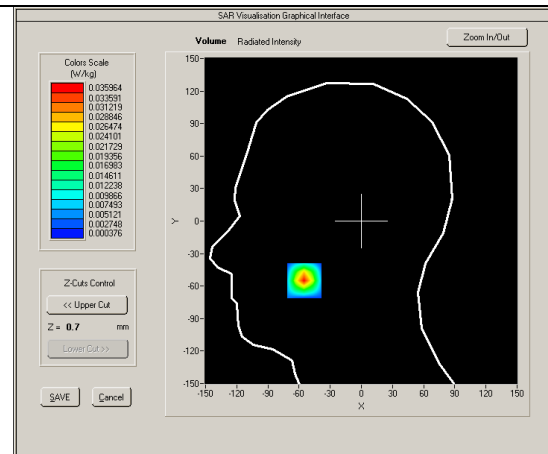 SAR Visualisation Graphical Interface
Volume Radiated Intensity
Zoom In/Out
Colors Scale
(W/kg)
0.035964
0.033591
0.031219
0.028846
0.026474
0.024101
0.021729
0.019356
0.016983
0.014611
0.012238
0.009866
0.007493
0.005121
0.002748
0.000376
Z-Cuts Control
<< Upper Cut
Z = 0.7 mm
Lower Cut >>
SAVE Cancel
150
120
90
60
30
0
-30
-60
-90
-120
-150
Y
-150 -120 -90 -60 -30 0 30 60 90 120 150
X